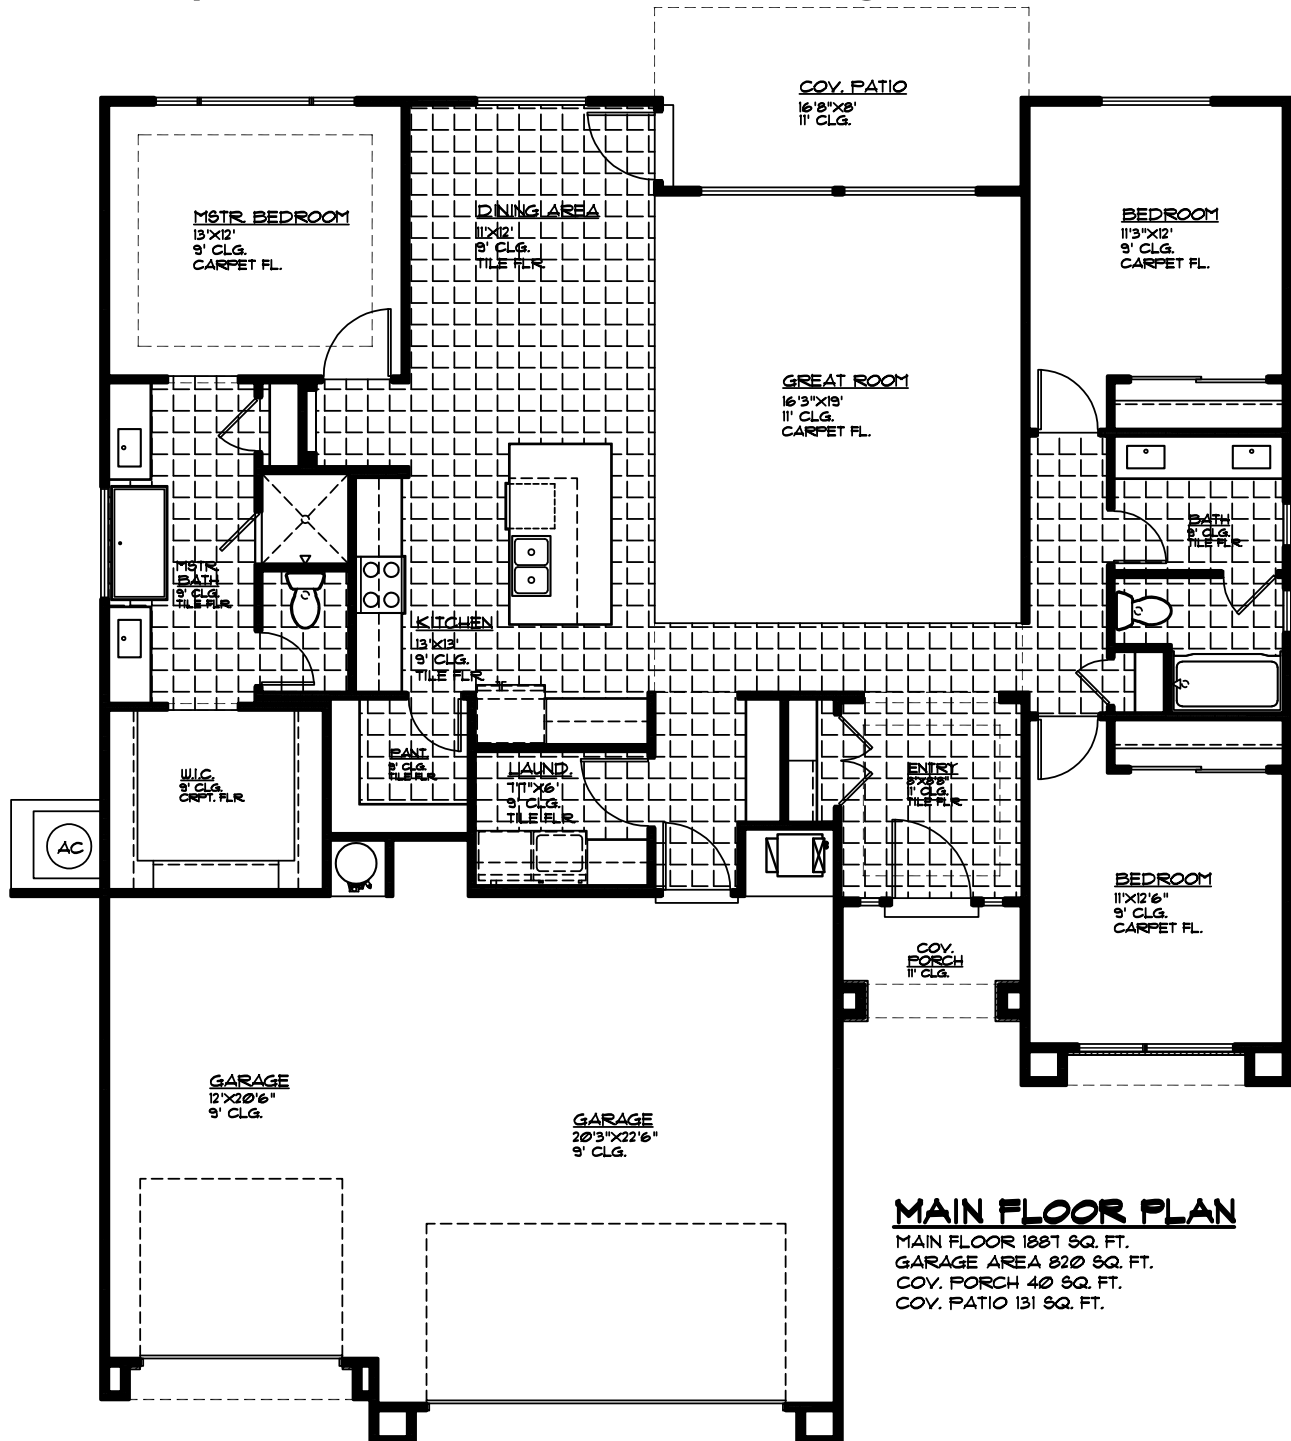 COV. PATIO
16'8"X8'
11' CLG.
MSTR. BEDROOM
13'X12'
9' CLG.
CARPET FL.
DINING AREA
11'X12'
9' CLG.
TILE FLR.
BEDROOM
11'3"X12'
9' CLG.
CARPET FL.
GREAT ROOM
16'3"X19'
11' CLG.
CARPET FL.
BATH
9' CLG.
TILE FLR.
MSTR.
BATH
9' CLG.
TILE FLR.
KITCHEN
13'X13'
9' CLG.
TILE FLR.
PANT.
9' CLG.
TILE FLR.
LAUND.
7'7"X6'
9' CLG.
TILE FLR.
W.I.C.
9' CLG.
CRPT. FLR.
ENTRY
11' CLG.
TILE FLR.
AC
BEDROOM
11'X12'6"
9' CLG.
CARPET FL.
COV.
PORCH
11' CLG.
GARAGE
12'X20'6"
9' CLG.
GARAGE
20'3"X22'6"
9' CLG.
MAIN FLOOR PLAN
MAIN FLOOR 1887 SQ. FT.
GARAGE AREA 820 SQ. FT.
COV. PORCH 40 SQ. FT.
COV. PATIO 131 SQ. FT.